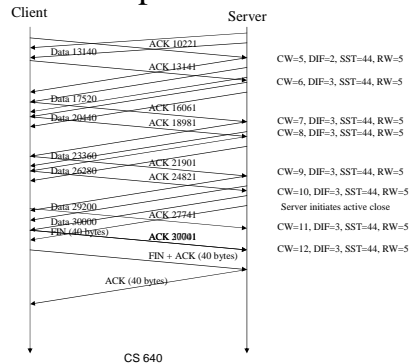 Client
Server
ACK 10221
Data 13140
CW=5, DIF=2, SST=44, RW=5
ACK 13141
CW=6, DIF=3, SST=44, RW=5
Data 17520
ACK 16061
Data 20440
ACK 18981
CW=7, DIF=3, SST=44, RW=5
CW=8, DIF=3, SST=44, RW=5
Data 23360
ACK 21901
Data 26280
ACK 24821
CW=9, DIF=3, SST=44, RW=5
CW=10, DIF=3, SST=44, RW=5
Data 29200
Server initiates active close
ACK 27741
Data 30000
CW=11, DIF=3, SST=44, RW=5
FIN (40 bytes)
CW=12, DIF=3, SST=44, RW=5
FIN + ACK (40 bytes)
ACK (40 bytes)
CS 640